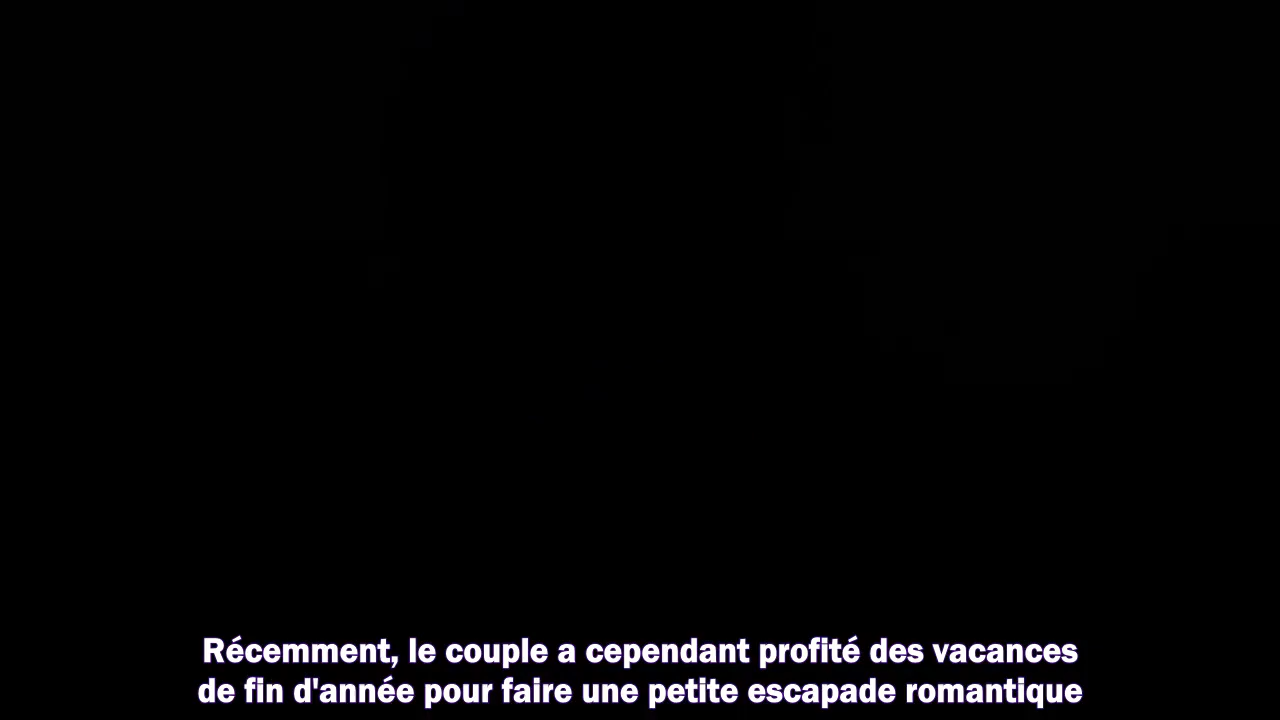 Récemment, le couple a cependant profité des vacances
de fin d'année pour faire une petite escapade romantique